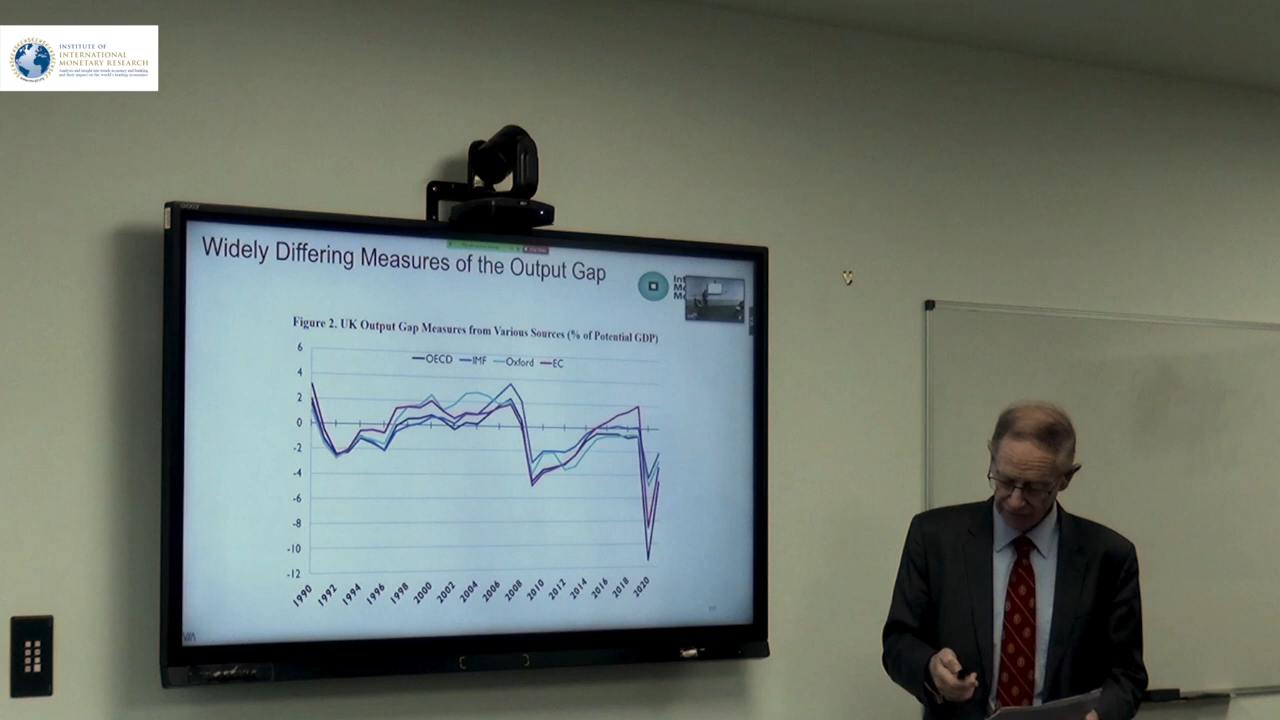 INSTITUTE OF
INTERNATIONAL
MONETARY RESEARCH
Widely Differing Measures of the Output Gap
Figure 2. UK Output Gap Measures from Various Sources (% of Potential GDP)
6
4
2
0
-2
-4
-6
-8
-10
-12
OECD IMF Oxford EC
1990 1992 1994 1996 1998 2000 2002 2004 2006 2008 2010 2012 2014 2016 2018 2020